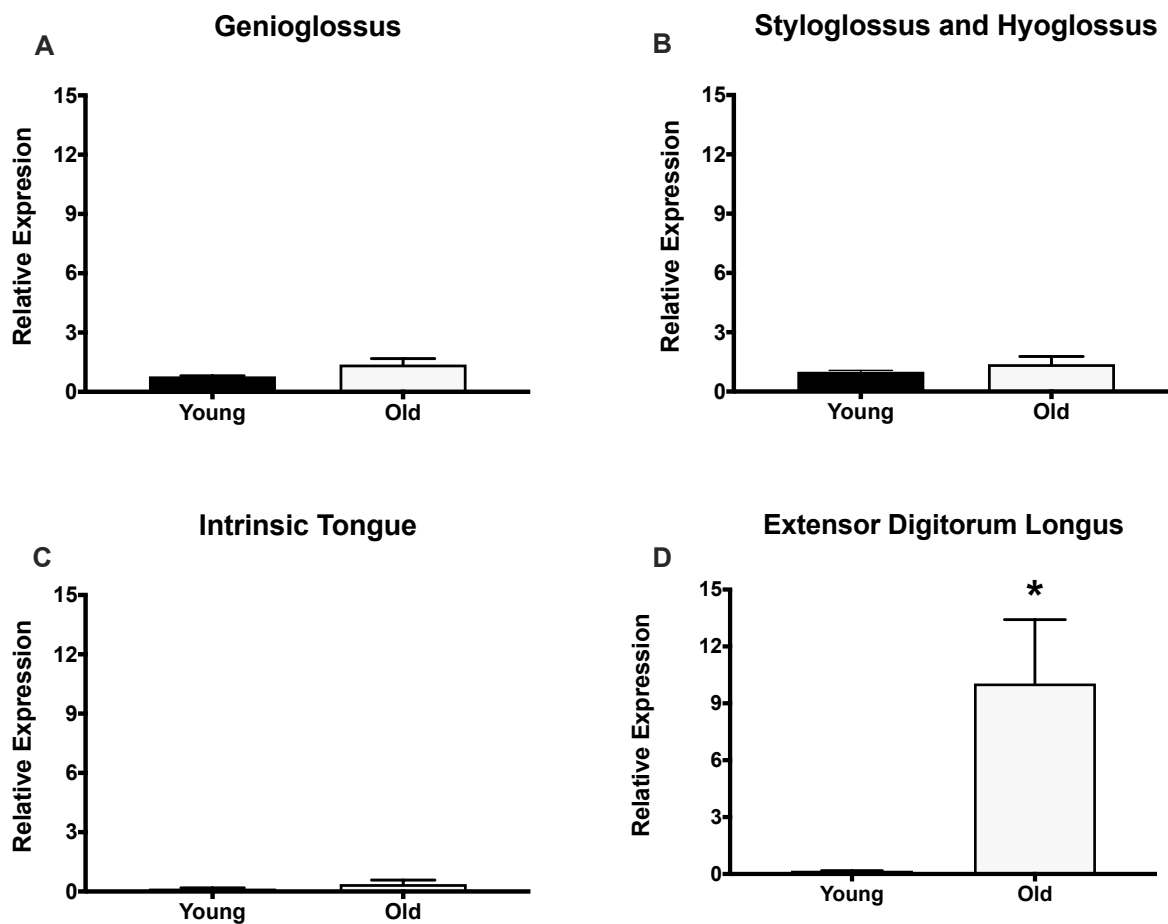 A
Genioglossus
Relative Expresion
15
12
9
6
3
0
Young Old
B
Styloglossus and Hyoglossus
Relative Expression
15
12
9
6
3
0
Young Old
C
Intrinsic Tongue
Relative Expression
15
12
9
6
3
0
Young Old
D
Extensor Digitorum Longus
Relative Expression
15
12
9
6
3
0
*
Young Old